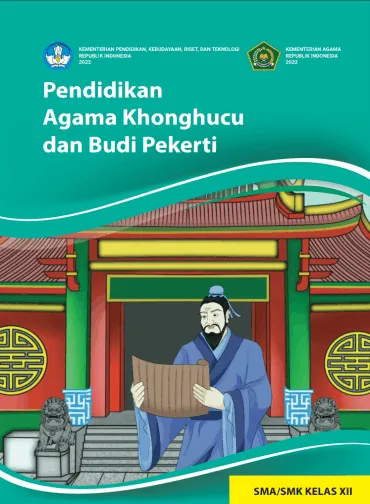 KEMENTERIAN PENDIDIKAN, KEBUDAYAAN, RISET, DAN TEKNOLOGI
REPUBLIK INDONESIA
2022
KEMENTERIAN AGAMA
REPUBLIK INDONESIA
2022
Pendidikan
Agama Khonghucu
dan Budi Pekerti
SMA/SMK KELAS XII